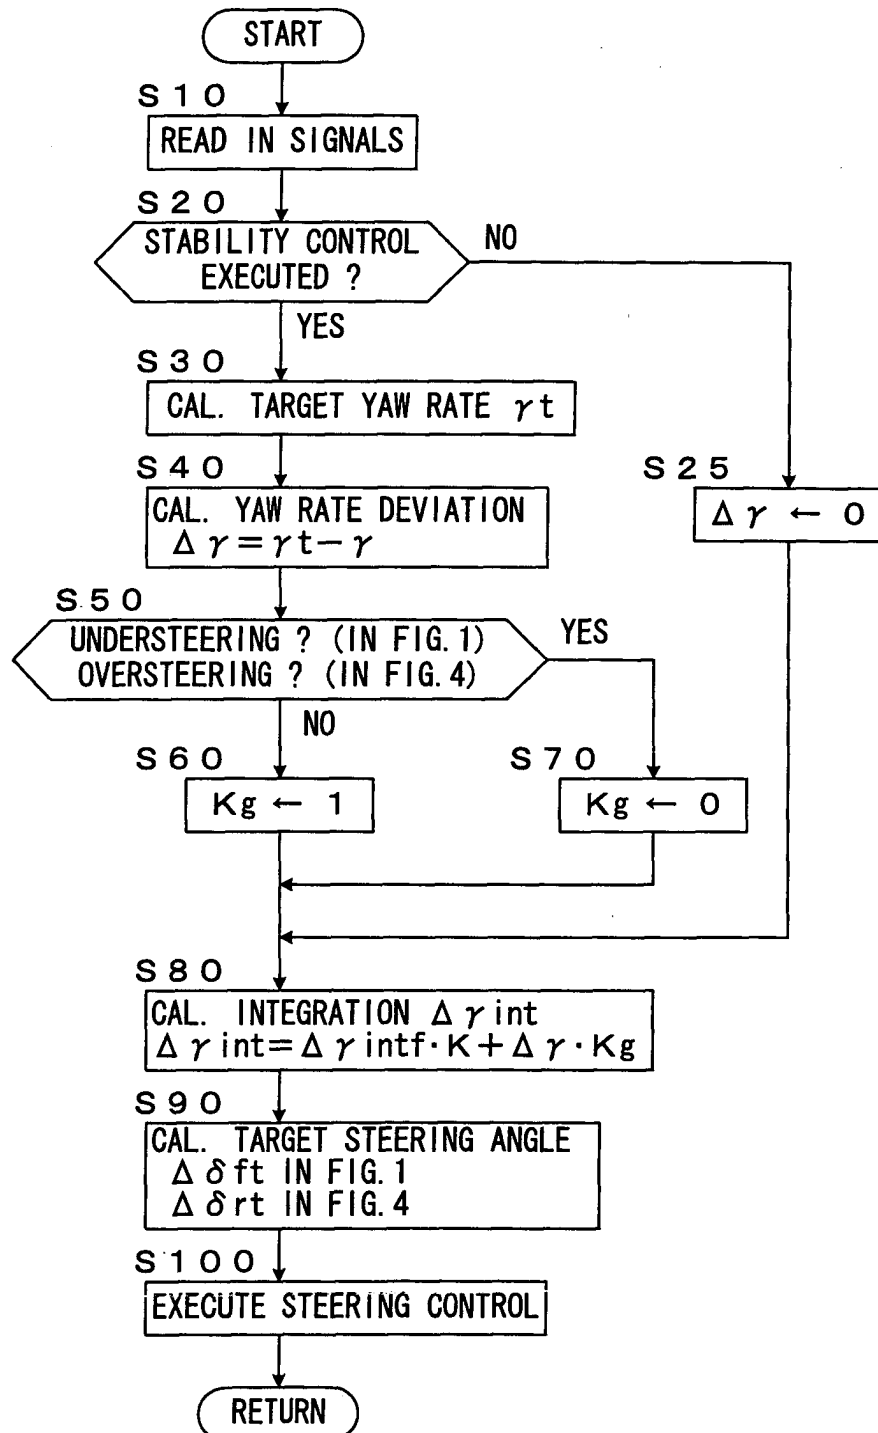 START
S10
READ IN SIGNALS
S20
STABILITY CONTROL
EXECUTED ?
NO
YES
S30
CAL. TARGET YAW RATE γt
S40
CAL. YAW RATE DEVIATION
Δγ=γt−γ
S25
Δγ ← 0
S50
UNDERSTEERING ? (IN FIG. 1)
OVERSTEERING ? (IN FIG. 4)
YES
NO
S60
Kg ← 1
S70
Kg ← 0
S80
CAL. INTEGRATION Δγint
Δγint=Δγintf·K+Δγ·Kg
S90
CAL. TARGET STEERING ANGLE
Δδft IN FIG. 1
Δδrt IN FIG. 4
S100
EXECUTE STEERING CONTROL
RETURN